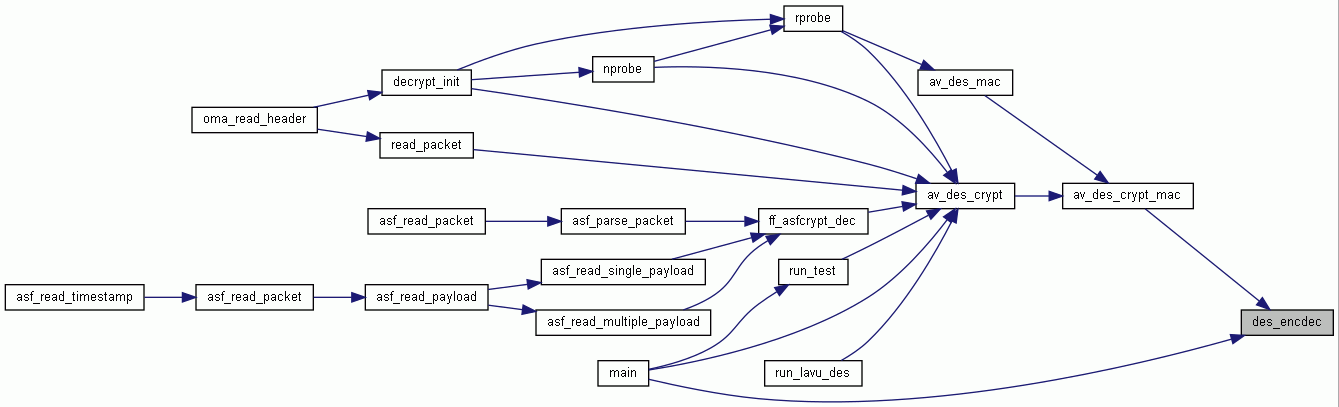 rprobe
nprobe
decrypt_init
av_des_mac
oma_read_header
read_packet
av_des_crypt
av_des_crypt_mac
asf_read_packet
asf_parse_packet
ff_asfcrypt_dec
asf_read_single_payload
run_test
asf_read_timestamp
asf_read_packet
asf_read_payload
asf_read_multiple_payload
des_encdec
main
run_lavu_des